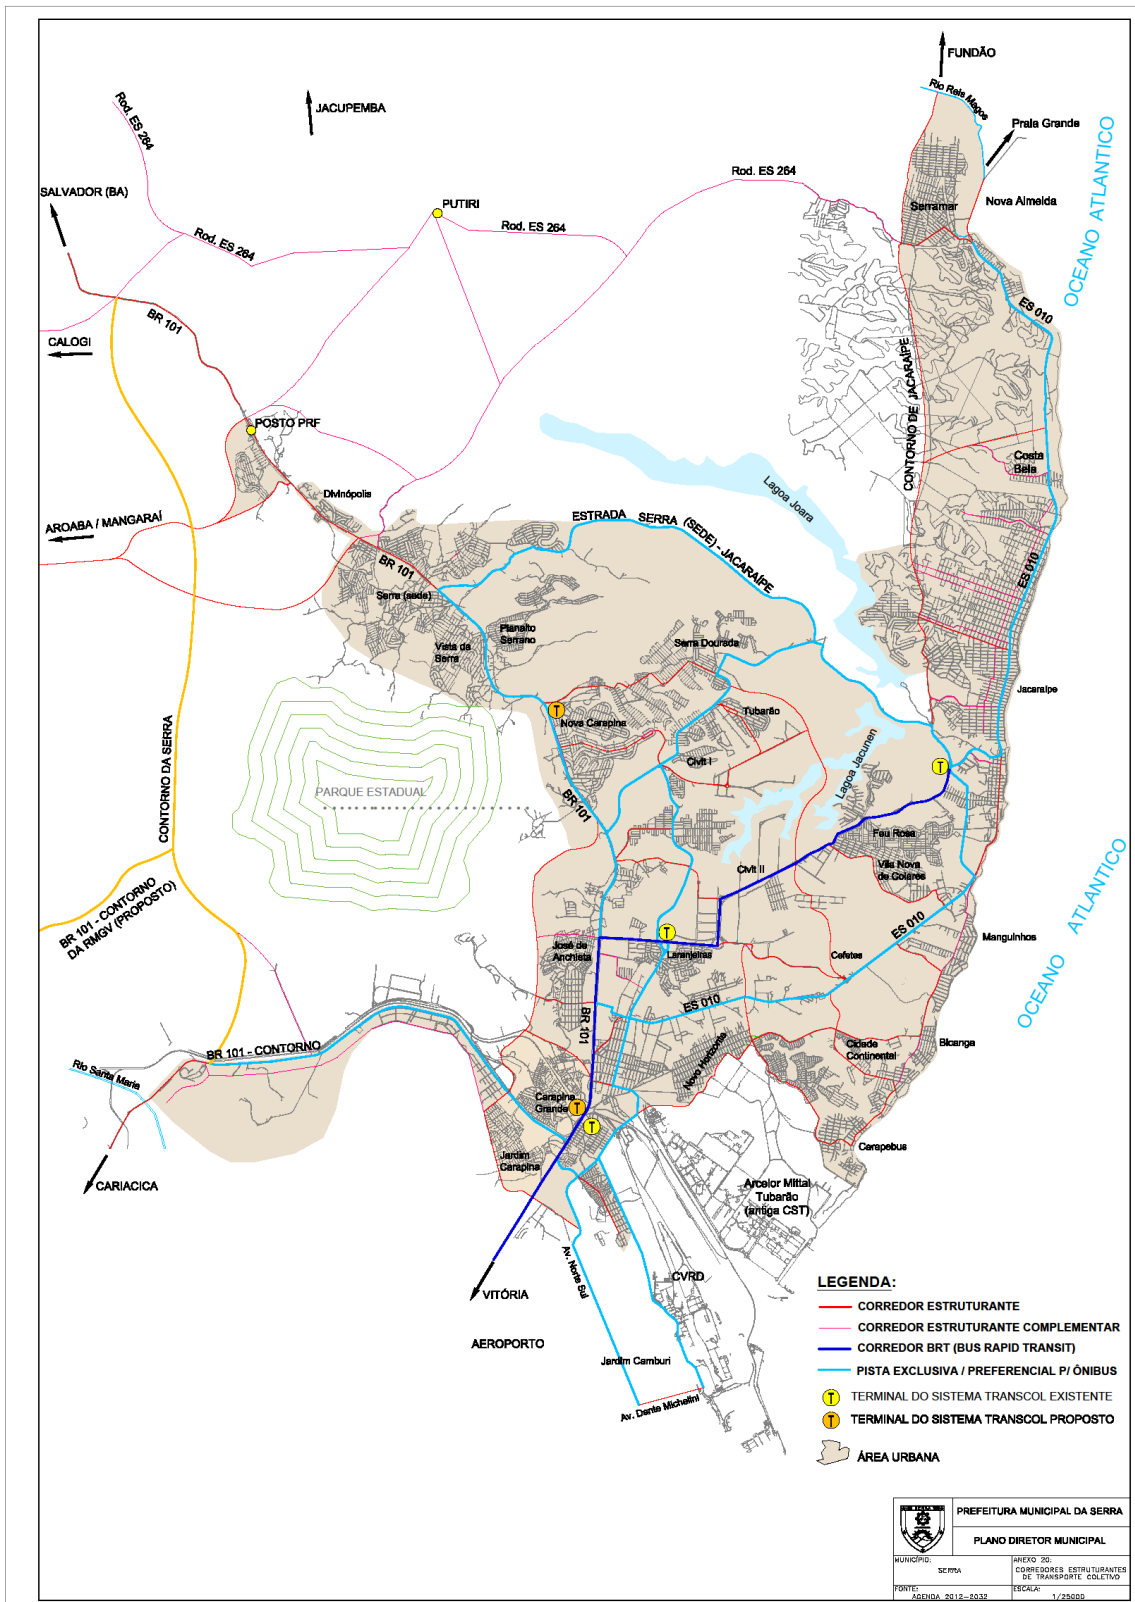 FUNDÃO
Rio Reis Magos
Rod. ES 264
JACUPEMBA
Praia Grande
Rod. ES 264
SALVADOR (BA)
PUTIRI
Serramar
Nova Almeida
OCEANO ATLANTICO
Rod. ES 264
Rod. ES 264
ES 010
BR 101
CALOGI
CONTORNO DE JACARAÍPE
POSTO PRF
Costa
Bela
Divinópolis
Lagoa Joara
AROABA / MANGARAÍ
ESTRADA SERRA (SEDE) - JACARAÍPE
ES 010
BR 101
Serra (sede)
Planalto
Serrano
Vista da
Serra
Serra Dourada
Jacaraípe
Nova Carapina
Tubarão
CONTORNO DA SERRA
Civit I
Lagoa Jacunen
PARQUE ESTADUAL
BR 101
Feu Rosa
Civit II
Vila Nova
de Colares
OCEANO ATLANTICO
BR 101 - CONTORNO
DA RMGV (PROPOSTO)
ES 010
Manguinhos
José de
Anchieta
Laranjeiras
Cefetes
ES 010
BR 101
BR 101 - CONTORNO
Novo Horizonte
Cidade
Continental
Bicanga
Rio Santa Maria
Carapina
Grande
Jardim
Carapina
Carapebus
CARIACICA
Arcelor Mittal
Tubarão
(antiga CST)
Av. Norte Sul
CVRD
VITÓRIA
AEROPORTO
Jardim Camburi
Av. Dante Michelini
LEGENDA:
CORREDOR ESTRUTURANTE
CORREDOR ESTRUTURANTE COMPLEMENTAR
CORREDOR BRT (BUS RAPID TRANSIT)
PISTA EXCLUSIVA / PREFERENCIAL P/ ÔNIBUS
T TERMINAL DO SISTEMA TRANSCOL EXISTENTE
T TERMINAL DO SISTEMA TRANSCOL PROPOSTO
ÁREA URBANA
PREFEITURA MUNICIPAL DA SERRA
PLANO DIRETOR MUNICIPAL
MUNICÍPIO:
SERRA
ANEXO 20:
CORREDORES ESTRUTURANTES
DE TRANSPORTE COLETIVO
FONTE:
AGENDA 2012-2032
ESCALA:
1/25000